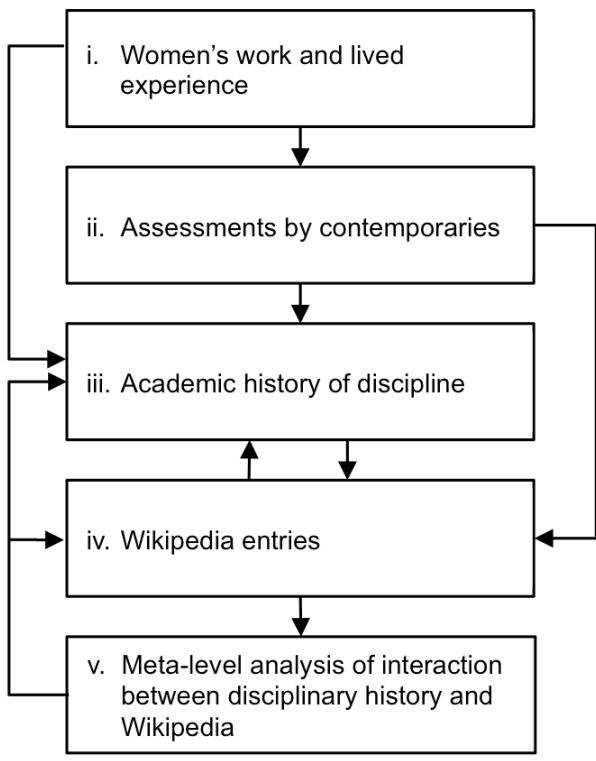 i. Women’s work and lived
experience
ii. Assessments by contemporaries
iii. Academic history of discipline
iv. Wikipedia entries
v. Meta-level analysis of interaction
between disciplinary history and
Wikipedia